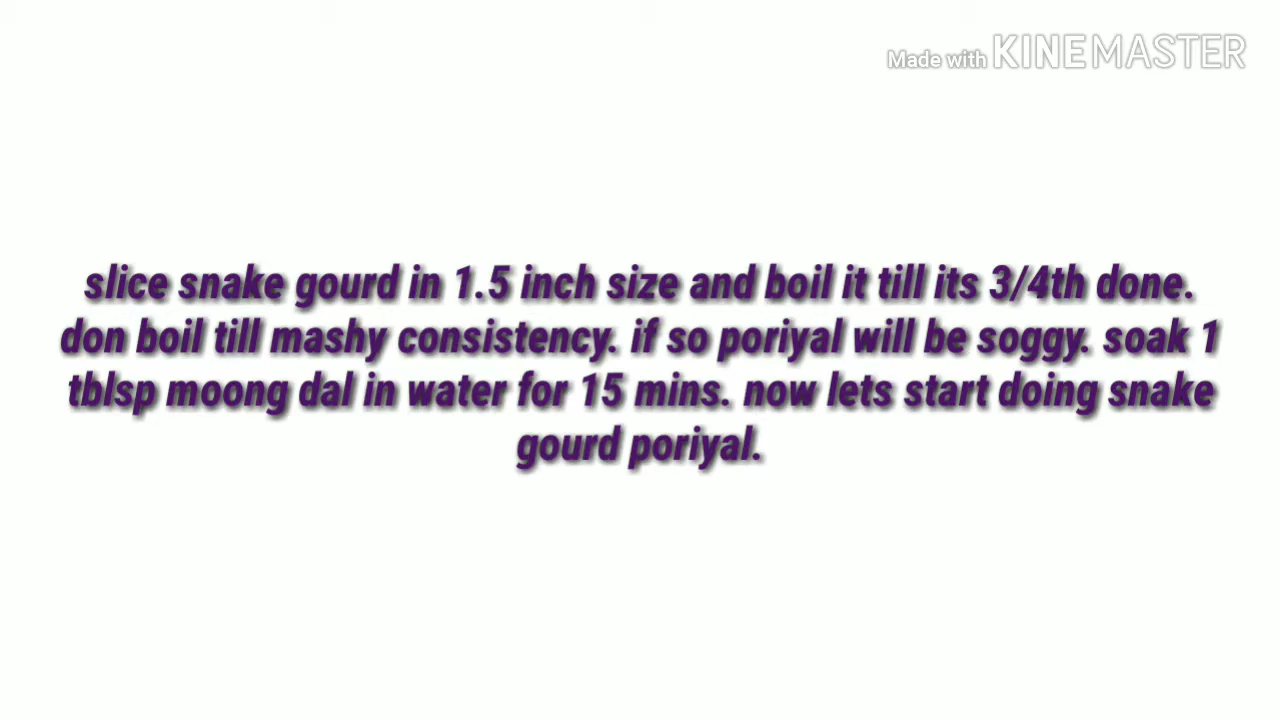 Made with KINEMASTER
slice snake gourd in 1.5 inch size and boil it till its 3/4th done.
don boil till mashy consistency. if so poriyal will be soggy. soak 1
tblsp moong dal in water for 15 mins. now lets start doing snake
gourd poriyal.